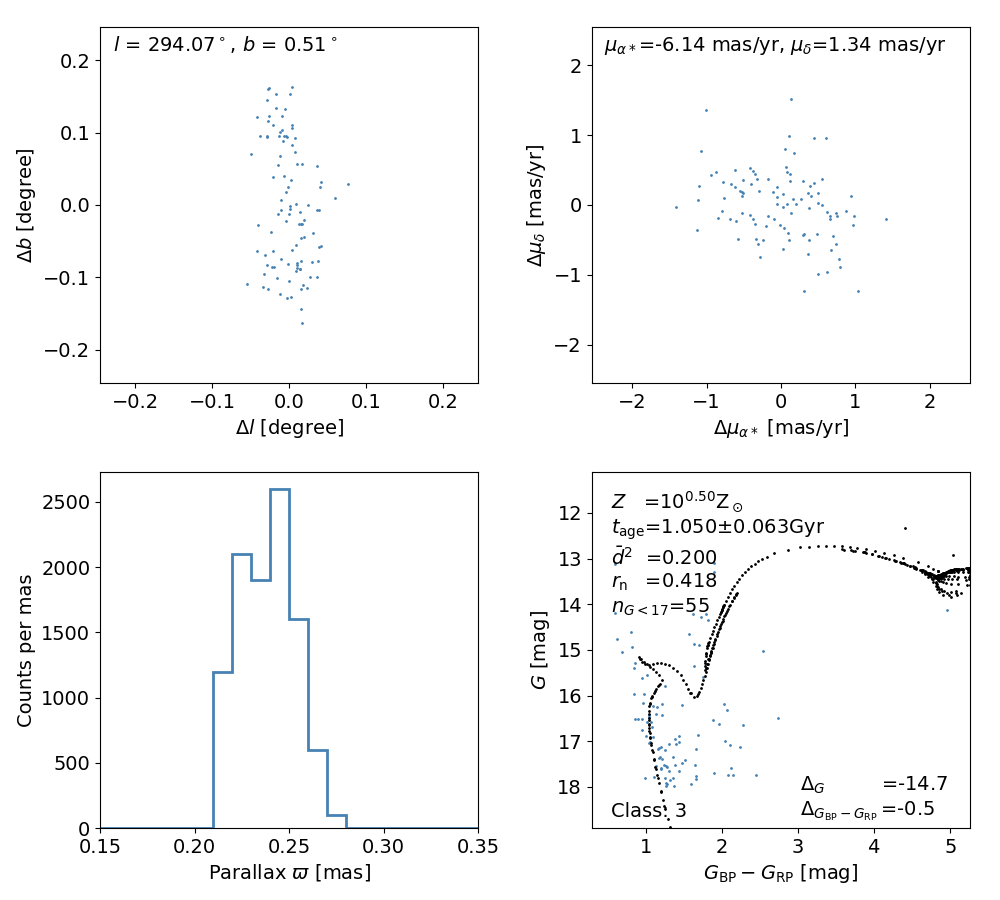 l = 294.07°, b = 0.51°
0.2
0.1
0.0
−0.1
−0.2
Δb [degree]
−0.2 −0.1 0.0 0.1 0.2
Δl [degree]
μα*=-6.14 mas/yr, μδ=1.34 mas/yr
2
1
0
−1
−2
Δμδ [mas/yr]
−2 −1 0 1 2
Δμα* [mas/yr]
2500
2000
1500
1000
500
0
Counts per mas
0.15 0.20 0.25 0.30 0.35
Parallax ϖ [mas]
Z =10^0.50 Z⊙
t_age=1.050±0.063Gyr
d̄² =0.200
r_n =0.418
n_G<17=55
12
13
14
15
16
17
18
G [mag]
Δ_G =-14.7
Δ_G_BP−G_RP =-0.5
Class: 3
1 2 3 4 5
G_BP − G_RP [mag]